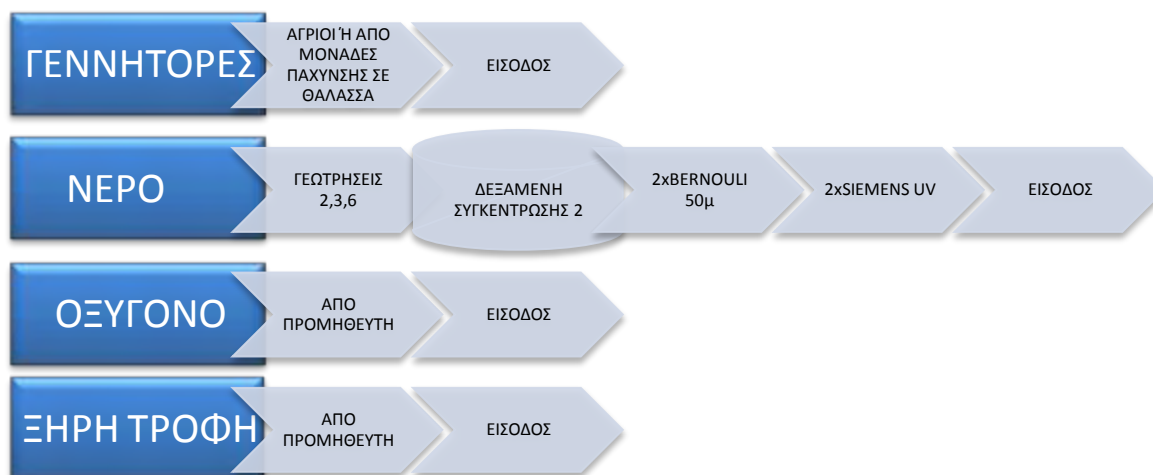 ΓΕΝΝΗΤΟΡΕΣ
ΑΓΡΙΟΙ Ή ΑΠΟ
ΜΟΝΑΔΕΣ
ΠΑΧΥΝΣΗΣ ΣΕ
ΘΑΛΑΣΣΑ
ΕΙΣΟΔΟΣ
ΝΕΡΟ
ΓΕΩΤΡΗΣΕΙΣ
2,3,6
ΔΕΞΑΜΕΝΗ
ΣΥΓΚΕΝΤΡΩΣΗΣ 2
2xBERNOULI
50μ
2xSIEMENS UV
ΕΙΣΟΔΟΣ
ΟΞΥΓΟΝΟ
ΑΠΟ
ΠΡΟΜΗΘΕΥΤΗ
ΕΙΣΟΔΟΣ
ΞΗΡΗ ΤΡΟΦΗ
ΑΠΟ
ΠΡΟΜΗΘΕΥΤΗ
ΕΙΣΟΔΟΣ